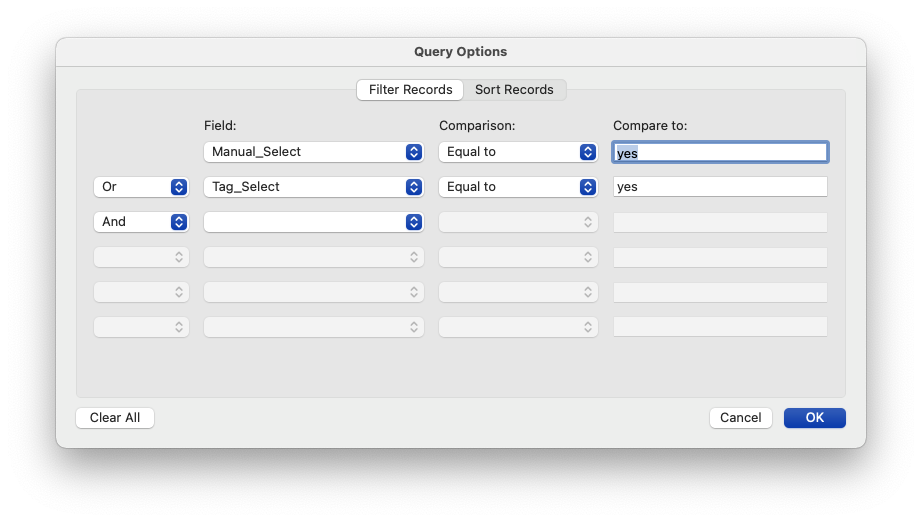 Query Options
Filter Records Sort Records
Field: Comparison: Compare to:
Manual_Select Equal to yes
Or Tag_Select Equal to yes
And
Clear All Cancel OK